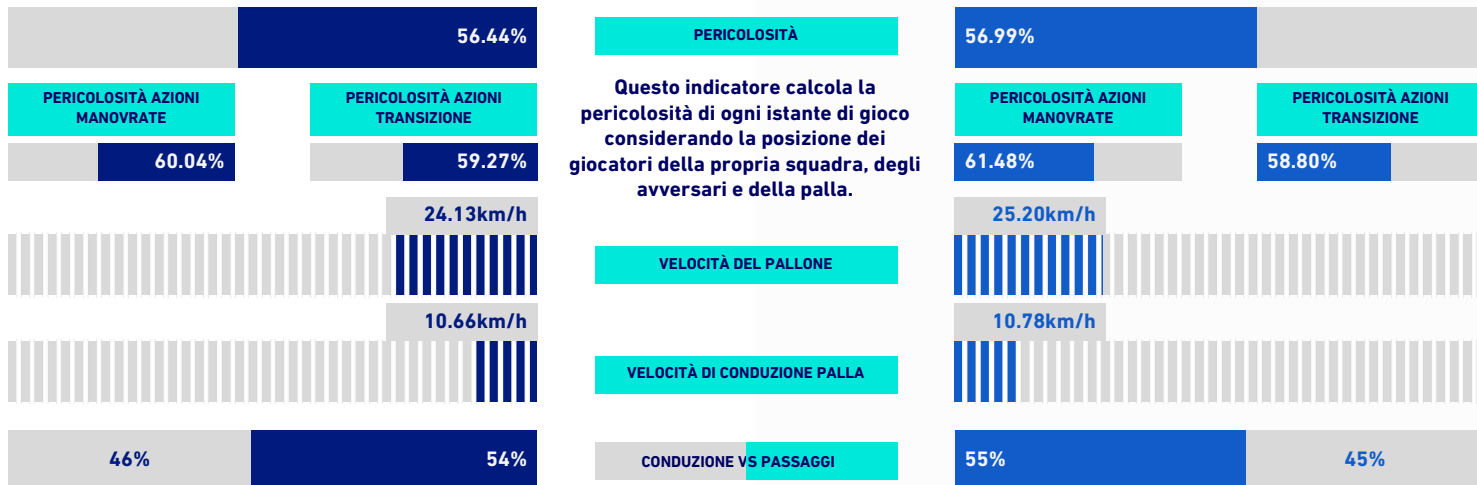 56.44%
PERICOLOSITÀ
56.99%
PERICOLOSITÀ AZIONI
MANOVRATE
PERICOLOSITÀ AZIONI
TRANSIZIONE
60.04%
59.27%
Questo indicatore calcola la
pericolosità di ogni istante di gioco
considerando la posizione dei
giocatori della propria squadra, degli
avversari e della palla.
PERICOLOSITÀ AZIONI
MANOVRATE
PERICOLOSITÀ AZIONI
TRANSIZIONE
61.48%
58.80%
24.13km/h
VELOCITÀ DEL PALLONE
25.20km/h
10.66km/h
VELOCITÀ DI CONDUZIONE PALLA
10.78km/h
46%
54%
CONDUZIONE VS PASSAGGI
55%
45%